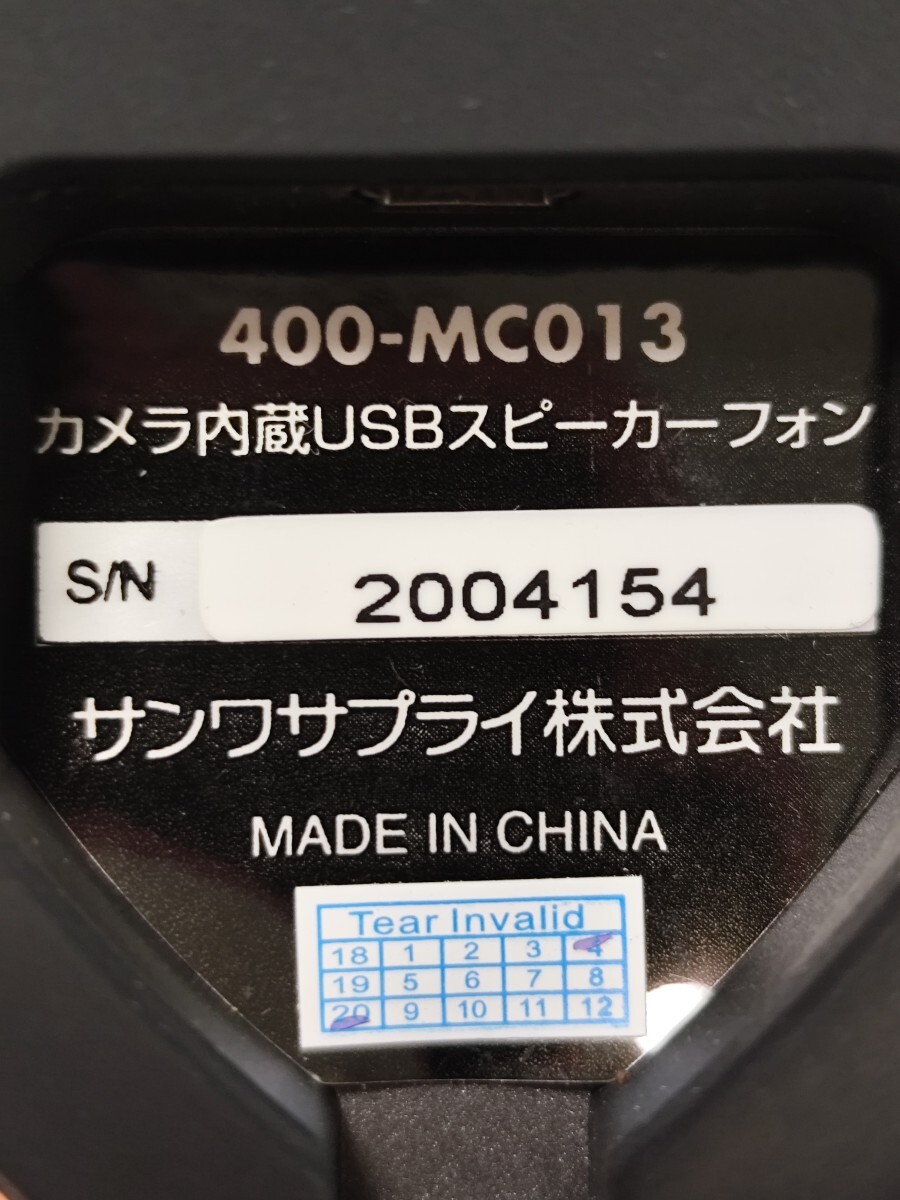 400-MC013
カメラ内蔵USBスピーカーフォン
S/N 2004154
サンワサプライ株式会社
MADE IN CHINA
Tear Invalid
18 1 2 3 4
19 5 6 7 8
20 9 10 11 12